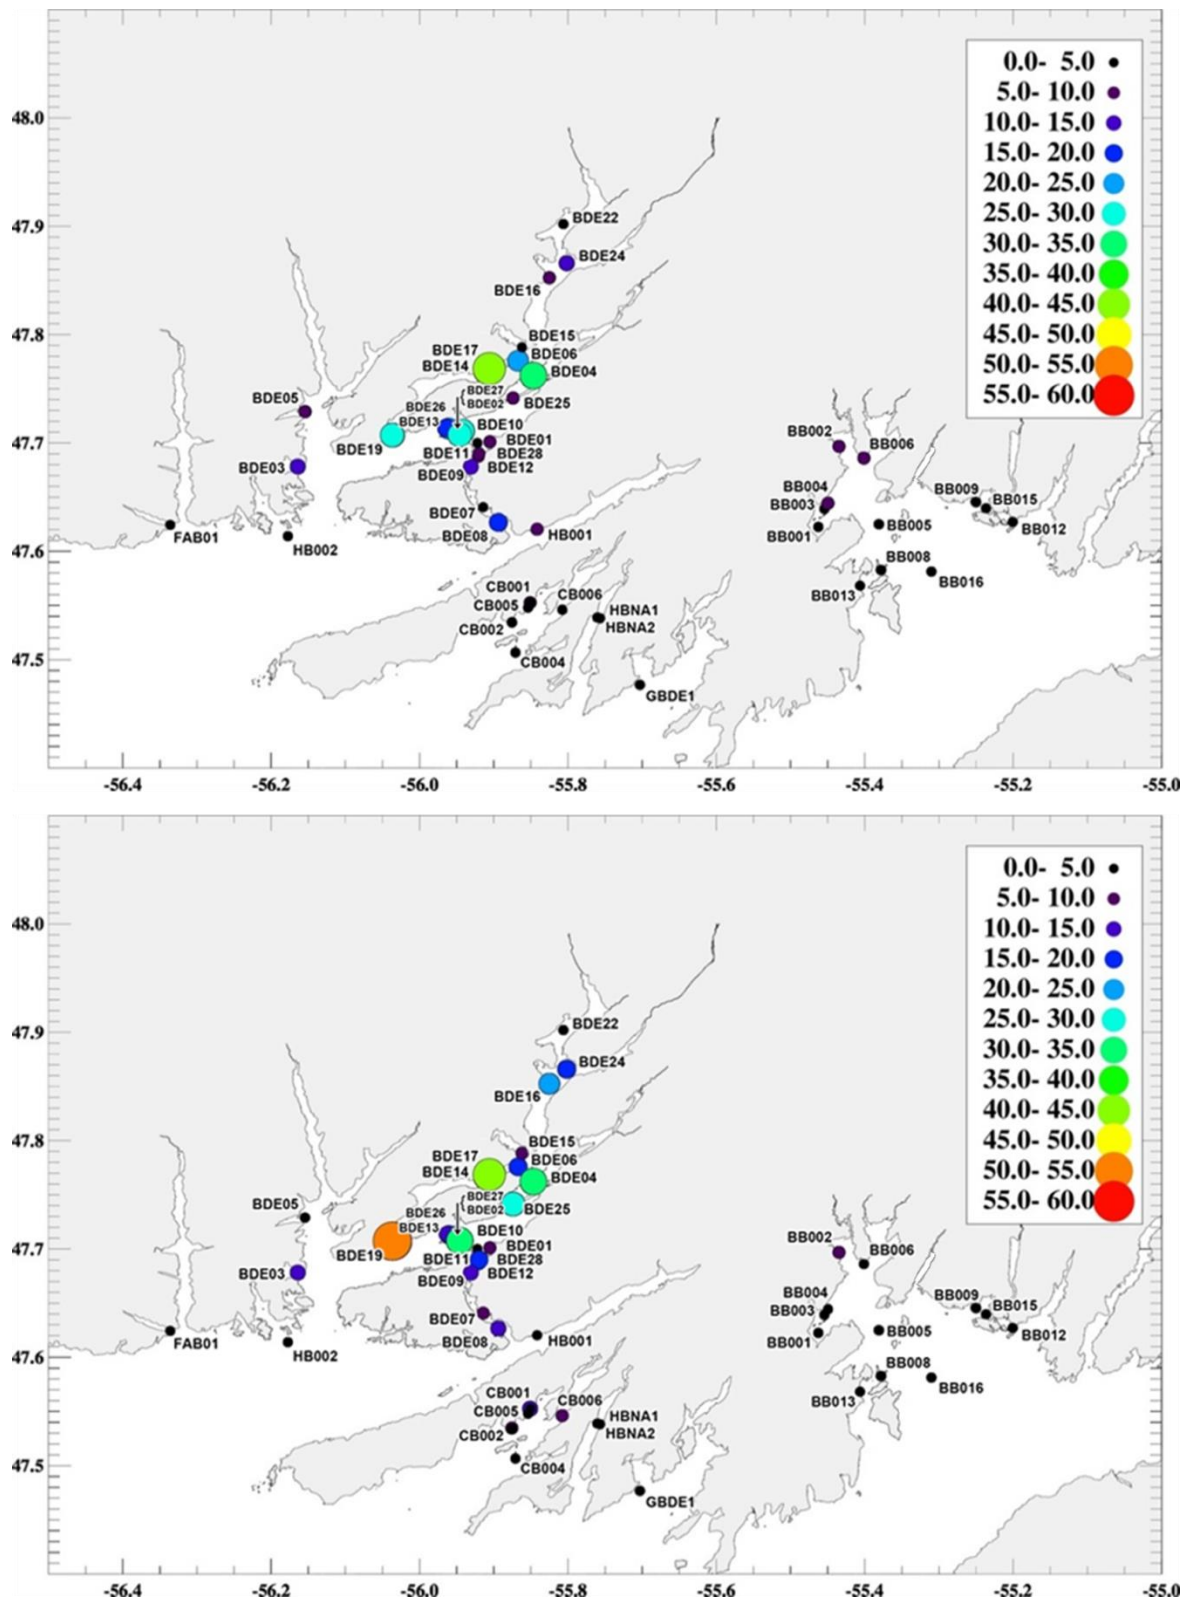 0.0- 5.0
5.0- 10.0
10.0- 15.0
15.0- 20.0
20.0- 25.0
25.0- 30.0
30.0- 35.0
35.0- 40.0
40.0- 45.0
45.0- 50.0
50.0- 55.0
55.0- 60.0
48.0
47.9
47.8
47.7
47.6
47.5
BDE22
BDE24
BDE16
BDE15
BDE17
BDE06
BDE14
BDE04
BDE27
BDE05
BDE26
BDE02
BDE25
BDE13
BDE10
BDE19
BDE01
BDE11
BDE28
BDE03
BDE12
BDE09
BDE07
BDE08
HB001
FAB01
HB002
CB001
CB006
CB005
HBNA1
CB002
HBNA2
CB004
GBDE1
BB002
BB006
BB004
BB003
BB009
BB015
BB001
BB005
BB012
BB008
BB016
BB013
-56.4
-56.2
-56.0
-55.8
-55.6
-55.4
-55.2
-55.0
0.0- 5.0
5.0- 10.0
10.0- 15.0
15.0- 20.0
20.0- 25.0
25.0- 30.0
30.0- 35.0
35.0- 40.0
40.0- 45.0
45.0- 50.0
50.0- 55.0
55.0- 60.0
48.0
47.9
47.8
47.7
47.6
47.5
BDE22
BDE24
BDE16
BDE15
BDE17
BDE06
BDE14
BDE04
BDE27
BDE05
BDE26
BDE02
BDE25
BDE13
BDE10
BDE19
BDE01
BDE11
BDE28
BDE03
BDE12
BDE09
BDE07
BDE08
HB001
FAB01
HB002
CB001
CB006
CB005
HBNA1
CB002
HBNA2
CB004
GBDE1
BB002
BB006
BB004
BB003
BB009
BB015
BB001
BB005
BB012
BB008
BB016
BB013
-56.4
-56.2
-56.0
-55.8
-55.6
-55.4
-55.2
-55.0